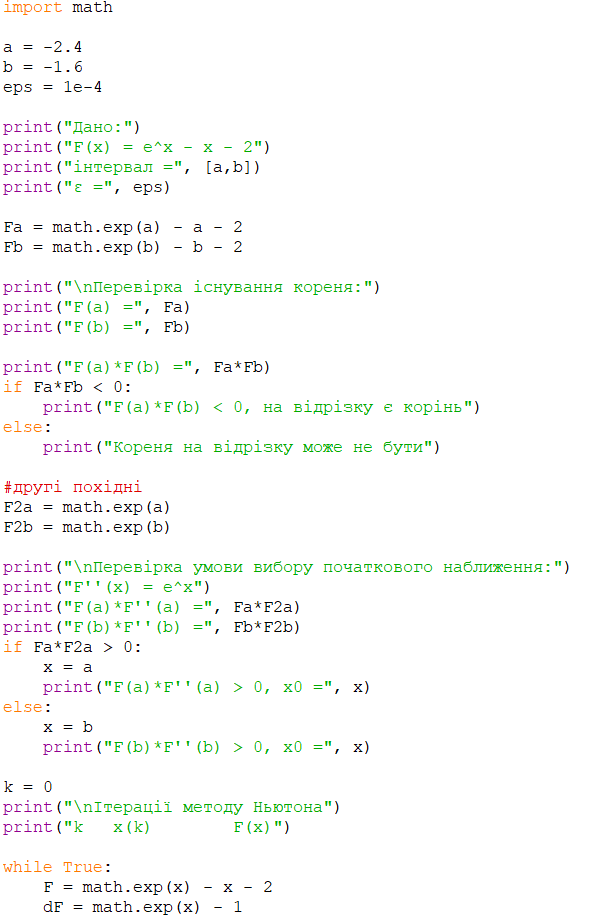 import math
a = -2.4
b = -1.6
eps = 1e-4
print("Дано:")
print("F(x) = e^x - x - 2")
print("інтервал =", [a,b])
print("ε =", eps)
Fa = math.exp(a) - a - 2
Fb = math.exp(b) - b - 2
print("\nПеревірка існування кореня:")
print("F(a) =", Fa)
print("F(b) =", Fb)
print("F(a)*F(b) =", Fa*Fb)
if Fa*Fb < 0:
    print("F(a)*F(b) < 0, на відрізку є корінь")
else:
    print("Кореня на відрізку може не бути")
#другі похідні
F2a = math.exp(a)
F2b = math.exp(b)
print("\nПеревірка умови вибору початкового наближення:")
print("F''(x) = e^x")
print("F(a)*F''(a) =", Fa*F2a)
print("F(b)*F''(b) =", Fb*F2b)
if Fa*F2a > 0:
    x = a
    print("F(a)*F''(a) > 0, x0 =", x)
else:
    x = b
    print("F(b)*F''(b) > 0, x0 =", x)
k = 0
print("\nІтерації методу Ньютона")
print("k   x(k)        F(x)")
while True:
    F = math.exp(x) - x - 2
    dF = math.exp(x) - 1